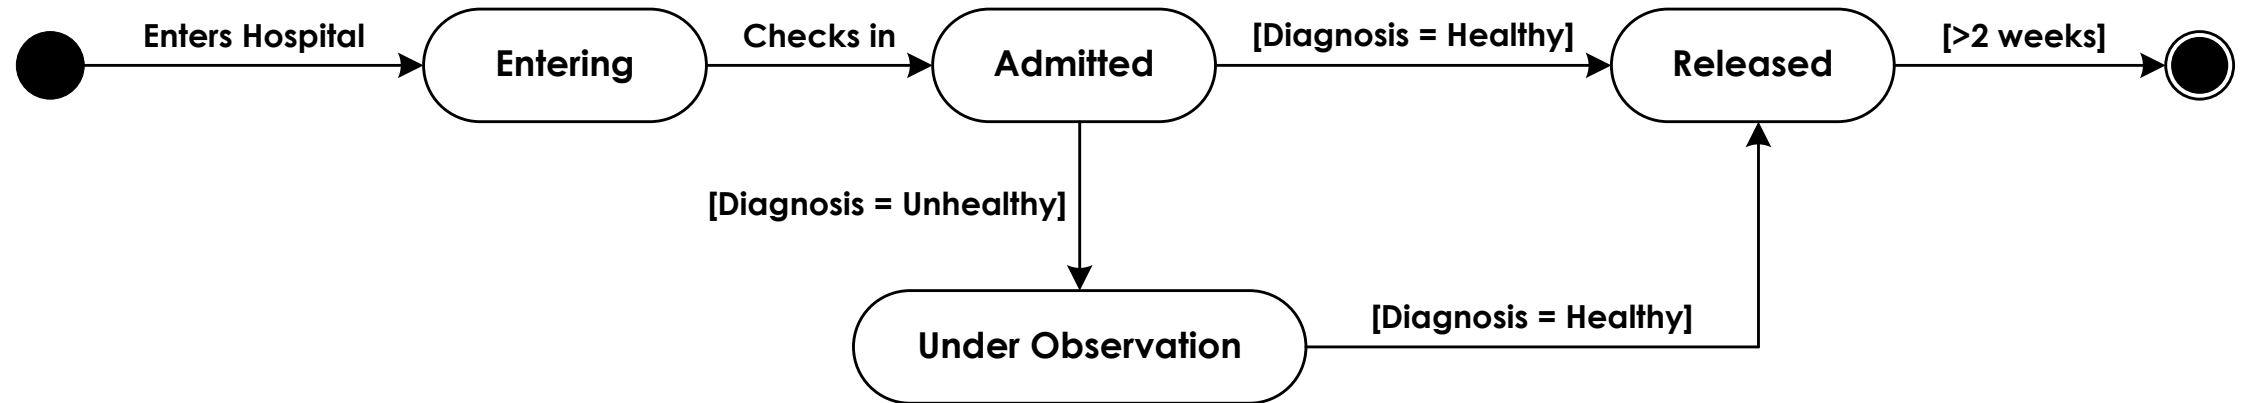 Enters Hospital
Entering
Checks in
Admitted
[Diagnosis = Healthy]
Released
[>2 weeks]
[Diagnosis = Unhealthy]
Under Observation
[Diagnosis = Healthy]